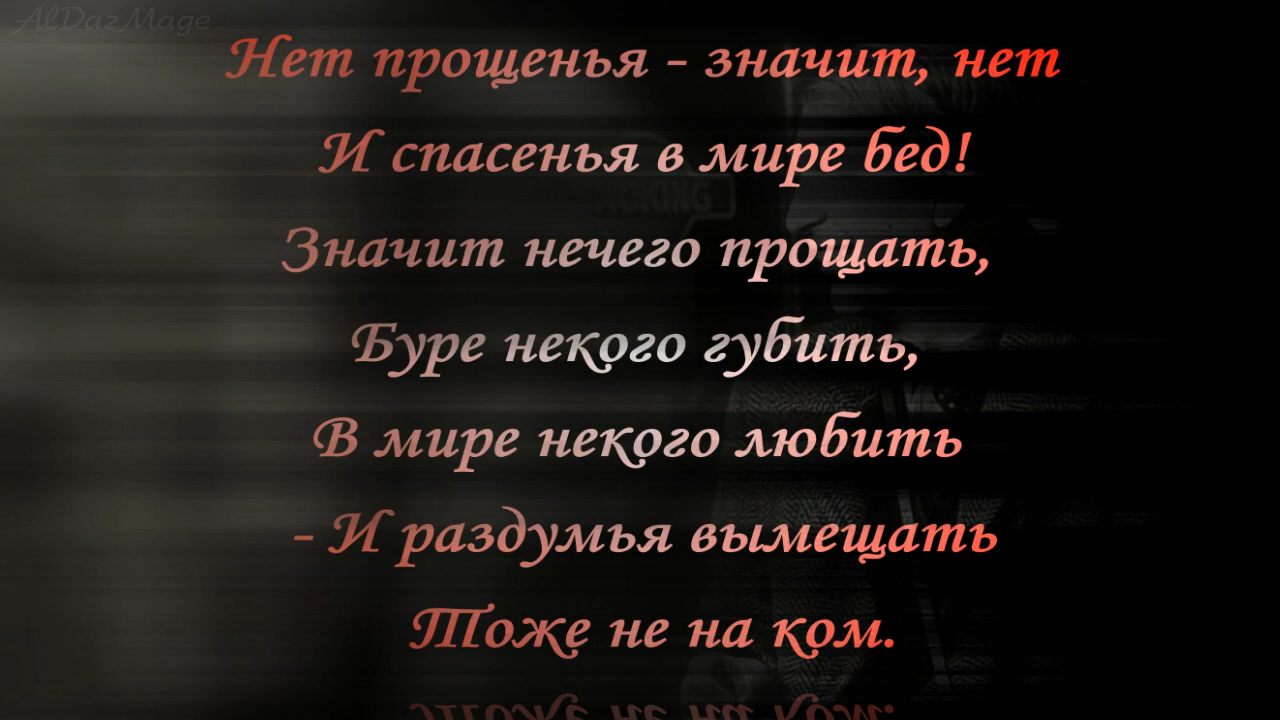 AlDazMage
Нет прощенья – значит, нет
И спасенья в мире бед!
Значит нечего прощать,
Буре некого губить,
В мире некого любить
– И раздумья вымещать
Тоже не на ком.